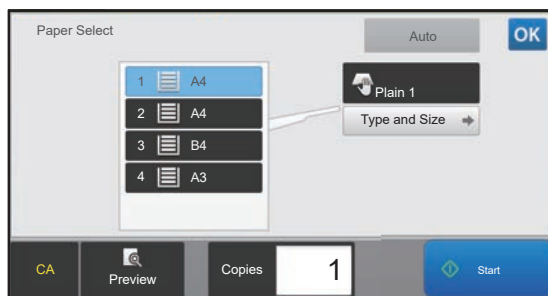 Paper Select
Auto
OK
1 A4
2 A4
3 B4
4 A3
Plain 1
Type and Size
CA
Preview
Copies
1
Start